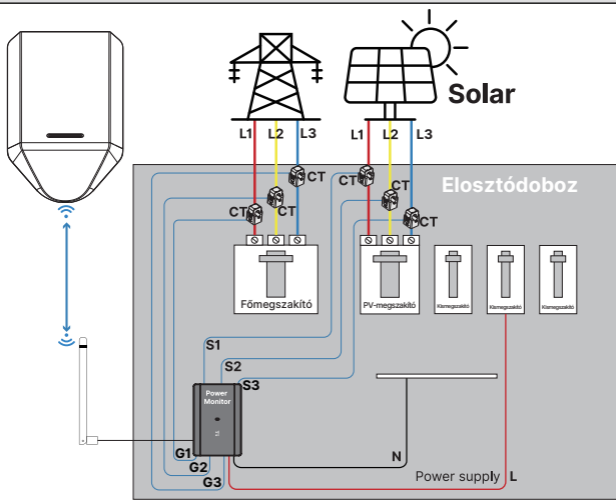 Solar
L1 L2 L3
L1 L2 L3
CT
CT
CT
CT
CT
CT
Elosztódoboz
Főmegszakító
PV-megszakító
Kismegszakító
Kismegszakító
Kismegszakító
S1
S2
S3
Power
Monitor
G1
G2
G3
N
Power supply L